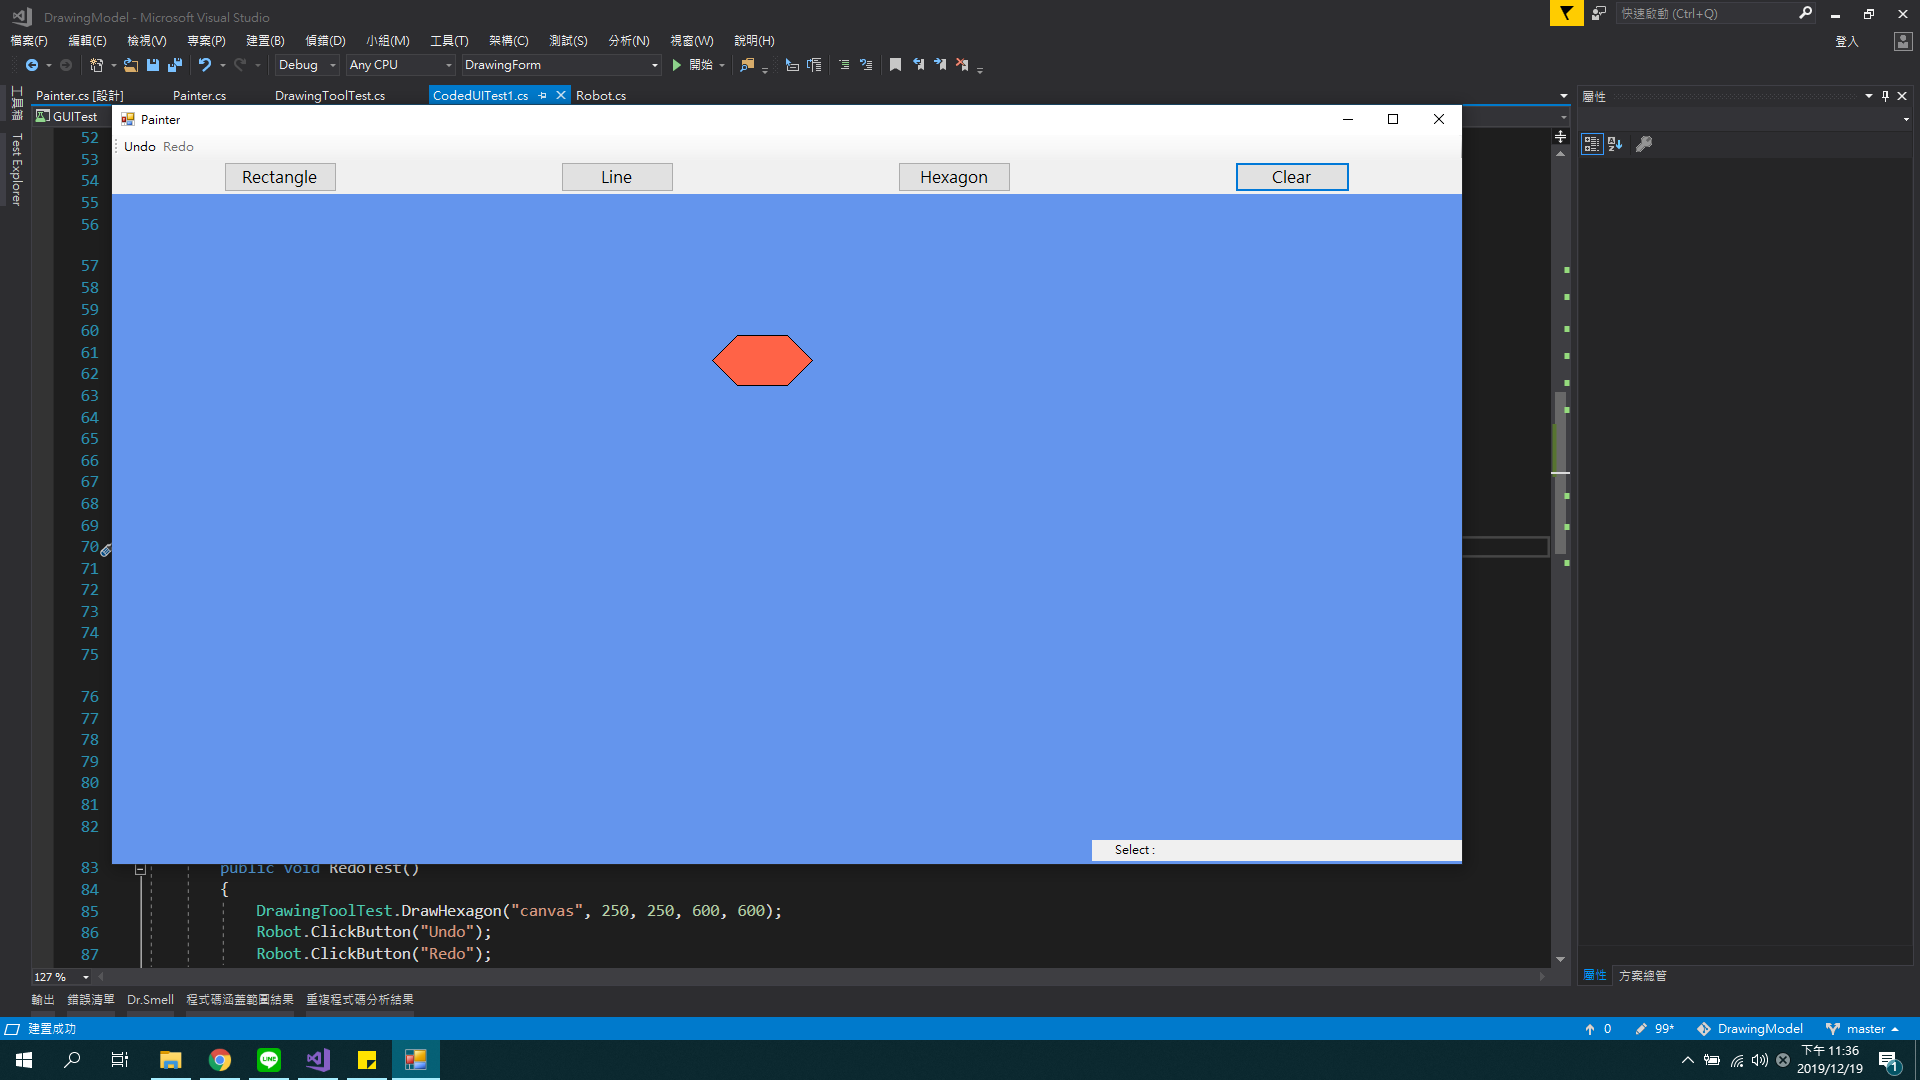 DrawingModel - Microsoft Visual Studio
快速啟動 (Ctrl+Q)
檔案(F) 編輯(E) 檢視(V) 專案(P) 建置(B) 偵錯(D) 小組(M) 工具(T) 架構(C) 測試(S) 分析(N) 視窗(W) 說明(H)
登入
Debug Any CPU DrawingForm 開始
工具箱
Test Explorer
Painter.cs [設計] Painter.cs DrawingToolTest.cs CodedUITest1.cs Robot.cs
屬性
GUITest
Painter
Undo Redo
Rectangle Line Hexagon Clear
52
53
54
55
56
57
58
59
60
61
62
63
64
65
66
67
68
69
70
71
72
73
74
75
76
77
78
79
80
81
82
Select :
83 public void RedoTest()
84 {
85 DrawingToolTest.DrawHexagon("canvas", 250, 250, 600, 600);
86 Robot.ClickButton("Undo");
87 Robot.ClickButton("Redo");
127 %
屬性 方案總管
輸出 錯誤清單 Dr.Smell 程式碼涵蓋範圍結果 重複程式碼分析結果
建置成功
0 99* DrawingModel master
LINE
下午 11:36
2019/12/19
1